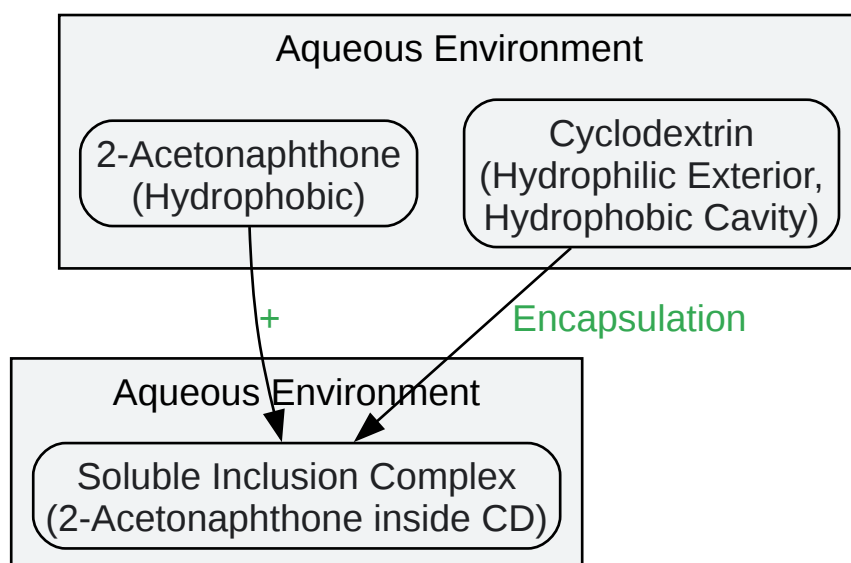 Aqueous Environment
2-Acetonaphthone
(Hydrophobic)
Cyclodextrin
(Hydrophilic Exterior,
Hydrophobic Cavity)
+
Encapsulation
Aqueous Environment
Soluble Inclusion Complex
(2-Acetonaphthone inside CD)